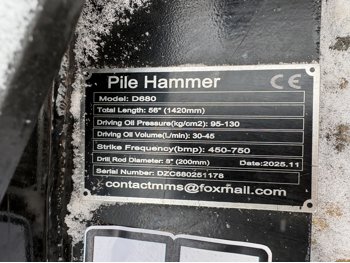 Pile Hammer CE
Model: D680
Total Length: 56" (1420mm)
Driving Oil Pressure(kg/cm2): 95-130
Driving Oil Volume(L/min): 30-45
Strike Frequency(bmp): 450-750
Drill Rod Diameter: 8" (200mm) Date:2025.11
Serial Number: DZC680251178
contactmms@foxmail.com